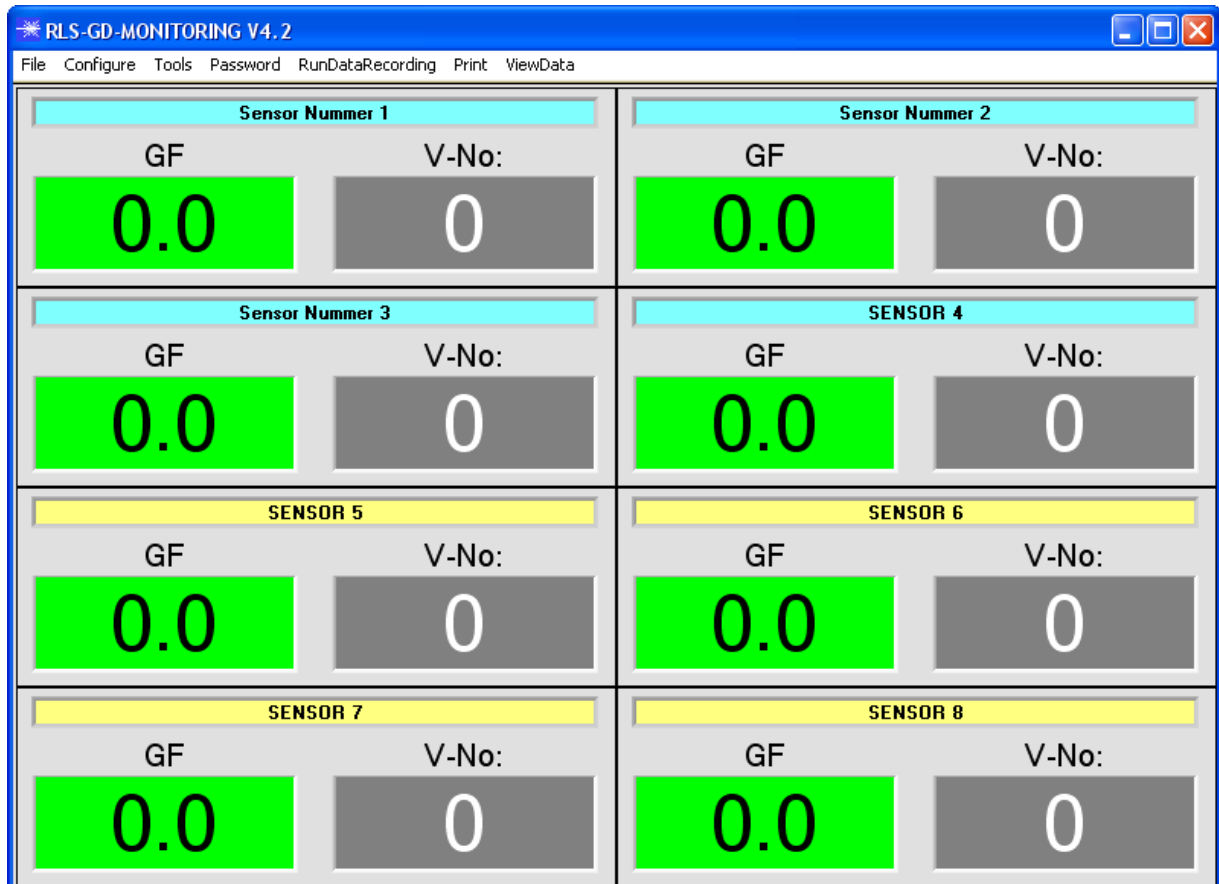 RLS-GD-MONITORING V4.2
File Configure Tools Password RunDataRecording Print ViewData
Sensor Nummer 1
GF V-No:
0.0 0
Sensor Nummer 2
GF V-No:
0.0 0
Sensor Nummer 3
GF V-No:
0.0 0
SENSOR 4
GF V-No:
0.0 0
SENSOR 5
GF V-No:
0.0 0
SENSOR 6
GF V-No:
0.0 0
SENSOR 7
GF V-No:
0.0 0
SENSOR 8
GF V-No:
0.0 0